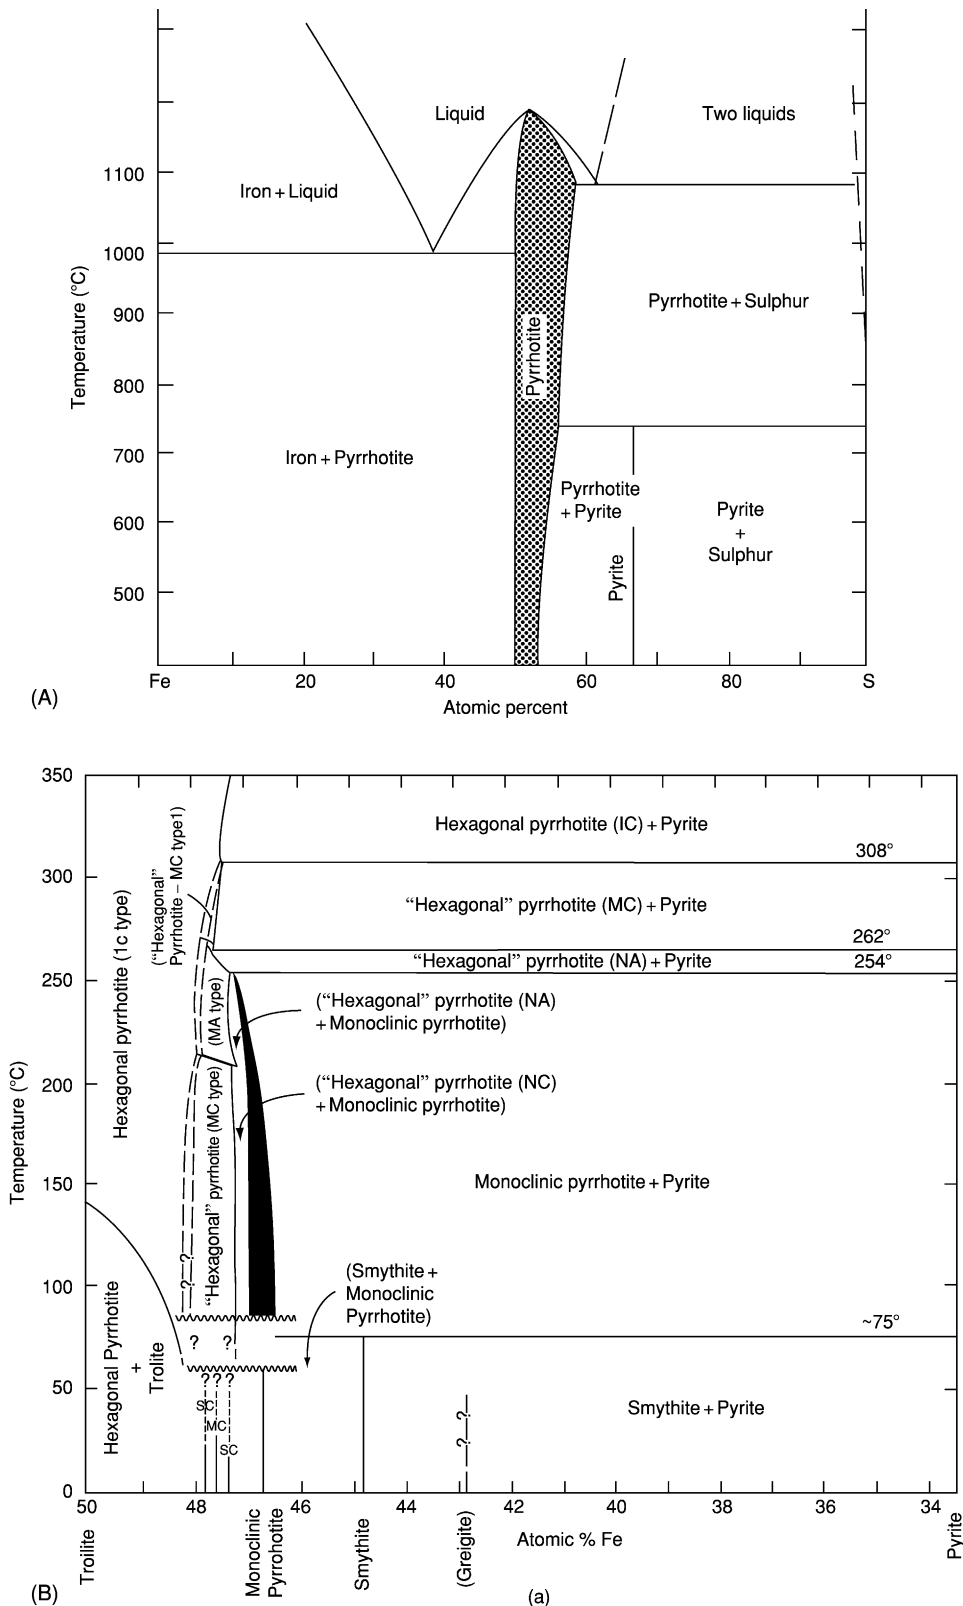 Liquid
Two liquids
1100
Iron + Liquid
1000
Pyrrhotite + Sulphur
900
Temperature (°C)
Pyrrhotite
800
700
Iron + Pyrrhotite
Pyrrhotite
+ Pyrite
Pyrite
+
Sulphur
600
Pyrite
500
Fe
20
40
60
80
S
(A)
Atomic percent
350
Hexagonal pyrrhotite (IC) + Pyrite
308°
("Hexagonal"
Pyrrhotite – MC type1)
300
"Hexagonal" pyrrhotite (MC) + Pyrite
262°
"Hexagonal" pyrrhotite (NA) + Pyrite
254°
Hexagonal pyrrhotite (1c type)
250
(MA type)
("Hexagonal" pyrrhotite (NA)
+ Monoclinic pyrrhotite)
200
("Hexagonal" pyrrhotite (NC)
+ Monoclinic pyrrhotite)
Temperature (°C)
"Hexagonal" pyrrhotite (MC type)
150
Monoclinic pyrrhotite + Pyrite
? ?
(Smythite +
Monoclinic
Pyrrhotite)
100
~75°
? ?
Hexagonal Pyrrhotite
+
Trolite
? ? ?
50
SC
MC
SC
?
?
Smythite + Pyrite
0
50
48
46
44
42
40
36
36
34
Atomic % Fe
Troilite
Monoclinic
Pyrohotite
Smythite
(Greigite)
Pyrite
(B)
(a)